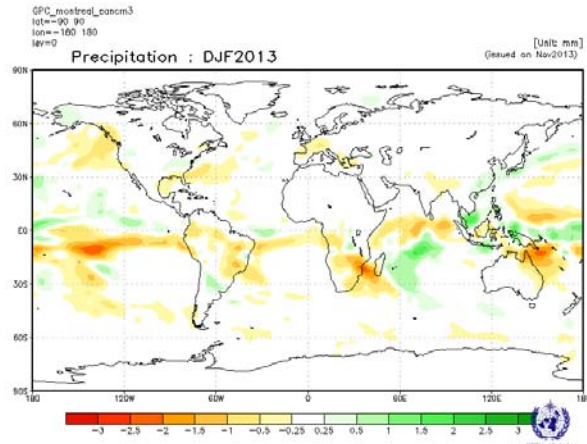 GPC_montreal_cancm3
lat=-90 90
lon=-180 180
lev=0
[Unit: mm]
Precipitation : DJF2013
(issued on Nov2013)
90N
60N
30N
EQ
30S
60S
90S
180 120W 60W 0 60E 120E 180
-3 -2.5 -2 -1.5 -1 -0.5 -0.25 0.25 0.5 1 1.5 2 2.5 3